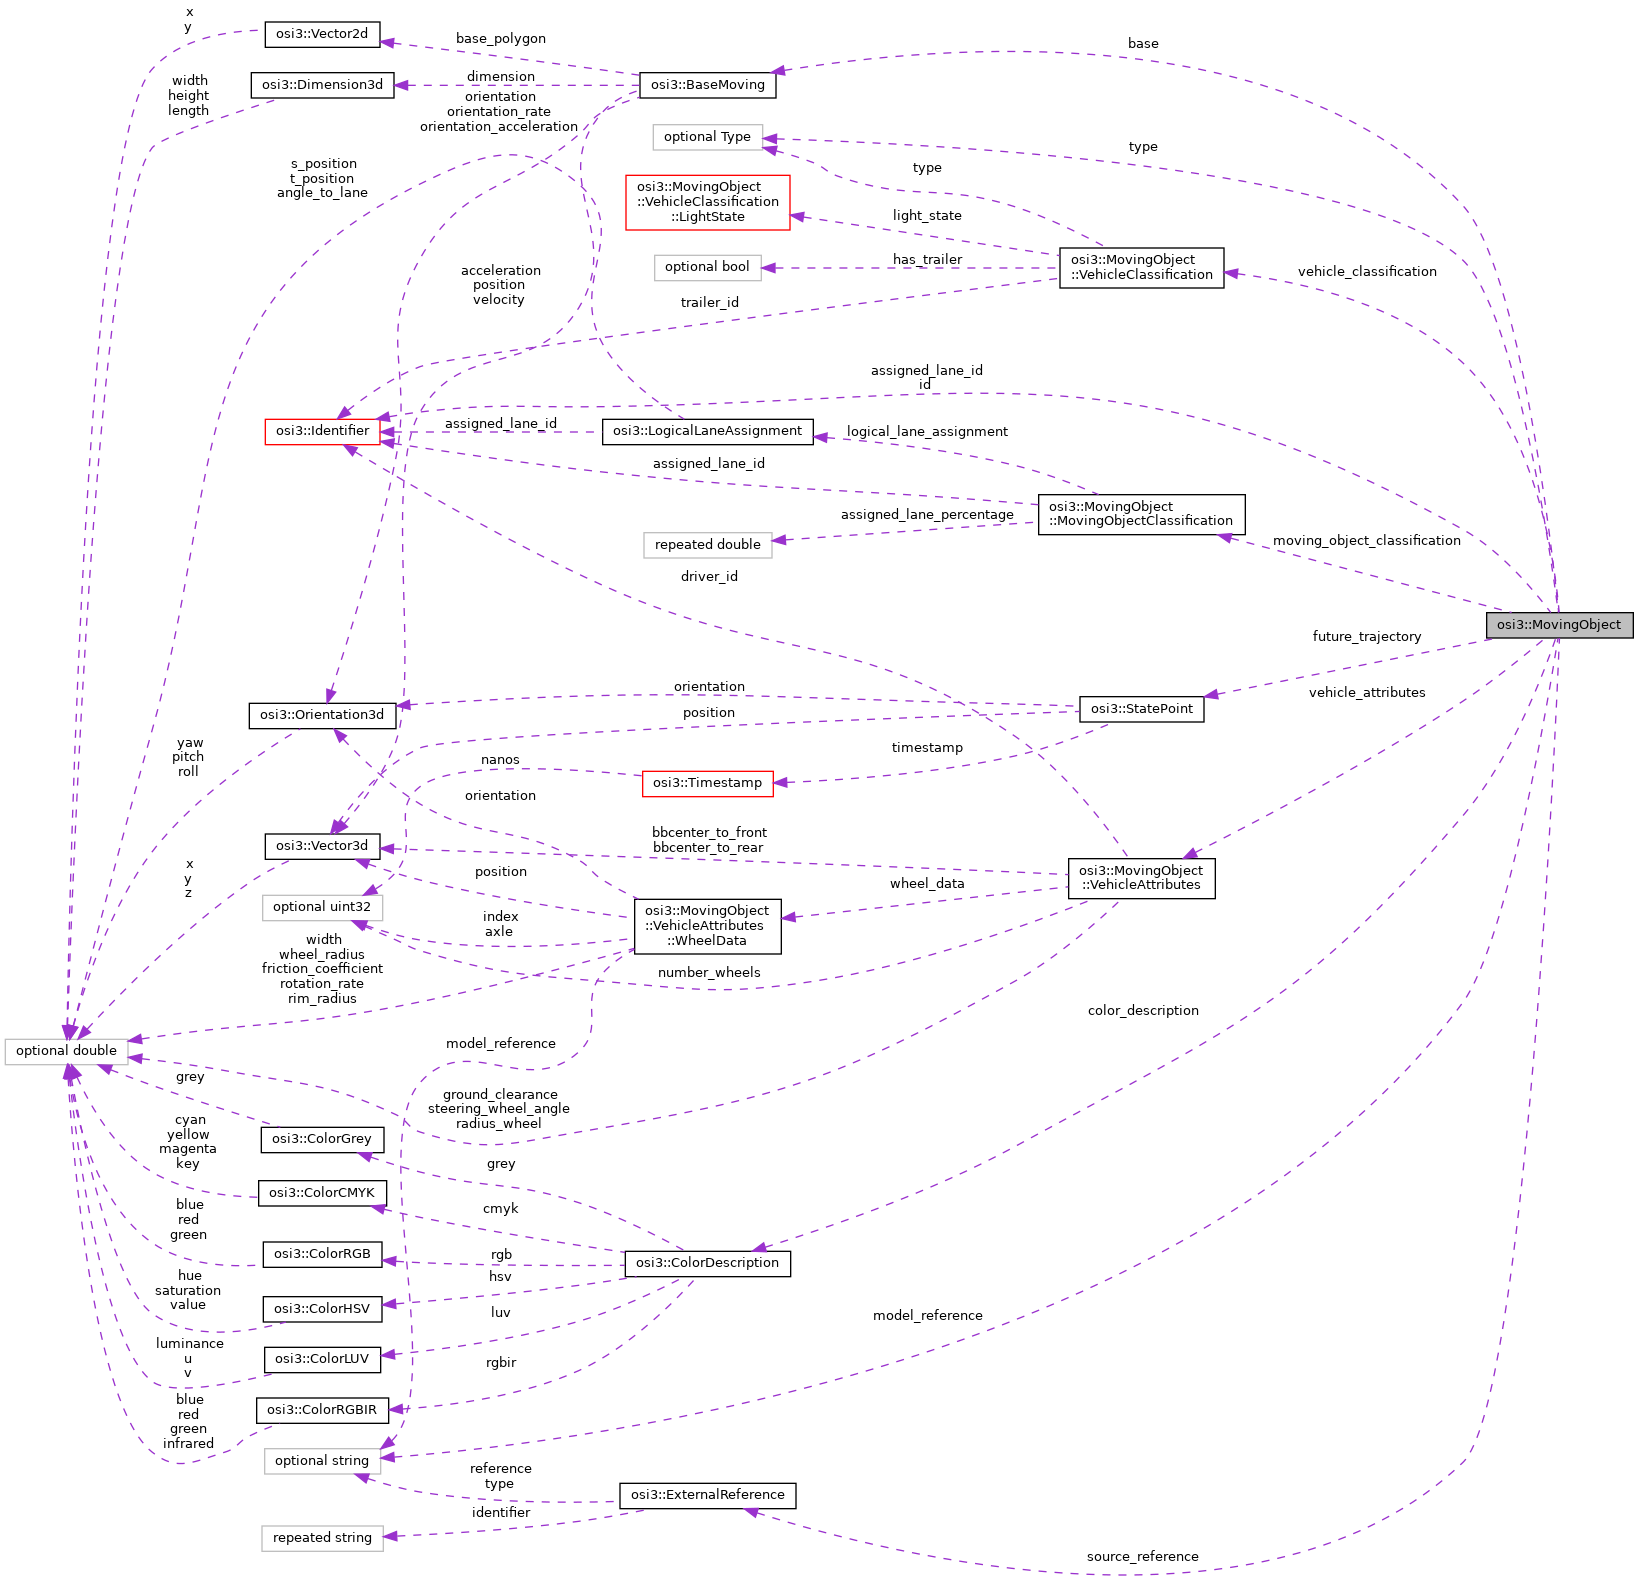 x
y
osi3::Vector2d
base_polygon
base
width
height
length
osi3::Dimension3d
dimension
osi3::BaseMoving
orientation
orientation_rate
orientation_acceleration
optional Type
type
type
s_position
t_position
angle_to_lane
osi3::MovingObject
::VehicleClassification
::LightState
light_state
optional bool
has_trailer
osi3::MovingObject
::VehicleClassification
vehicle_classification
acceleration
position
velocity
trailer_id
assigned_lane_id
id
osi3::Identifier
assigned_lane_id
osi3::LogicalLaneAssignment
logical_lane_assignment
assigned_lane_id
osi3::MovingObject
::MovingObjectClassification
assigned_lane_percentage
repeated double
moving_object_classification
driver_id
osi3::MovingObject
future_trajectory
orientation
vehicle_attributes
osi3::Orientation3d
position
osi3::StatePoint
yaw
pitch
roll
timestamp
nanos
osi3::Timestamp
orientation
bbcenter_to_front
bbcenter_to_rear
osi3::Vector3d
x
y
z
position
osi3::MovingObject
::VehicleAttributes
wheel_data
optional uint32
index
axle
osi3::MovingObject
::VehicleAttributes
::WheelData
width
wheel_radius
friction_coefficient
rotation_rate
rim_radius
number_wheels
color_description
optional double
model_reference
grey
ground_clearance
steering_wheel_angle
radius_wheel
cyan
yellow
magenta
key
osi3::ColorGrey
grey
osi3::ColorCMYK
cmyk
blue
red
green
osi3::ColorRGB
rgb
osi3::ColorDescription
hue
saturation
value
hsv
osi3::ColorHSV
luv
model_reference
luminance
u
v
osi3::ColorLUV
rgbir
blue
red
green
infrared
osi3::ColorRGBIR
optional string
reference
type
osi3::ExternalReference
identifier
repeated string
source_reference